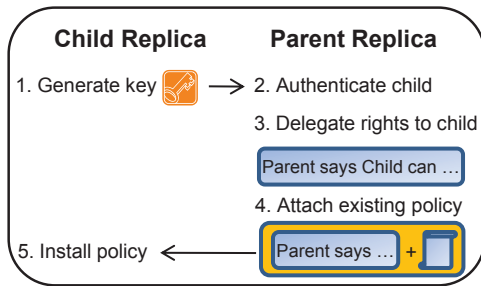 Child Replica Parent Replica
1. Generate key 2. Authenticate child
3. Delegate rights to child
Parent says Child can …
4. Attach existing policy
5. Install policy Parent says … +